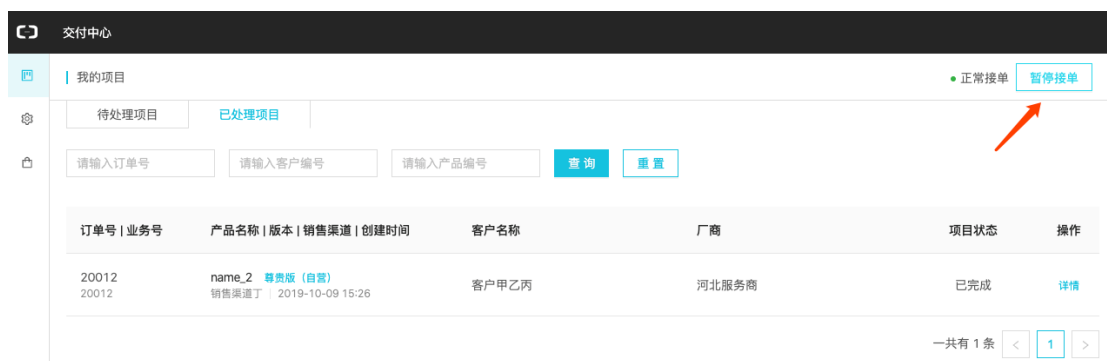 交付中心
我的项目
正常接单 暂停接单
待处理项目 已处理项目
请输入订单号 请输入客户编号 请输入产品编号 查 询 重 置
订单号 | 业务号 产品名称 | 版本 | 销售渠道 | 创建时间 客户名称 厂商 项目状态 操作
20012 name_2 尊贵版（自营） 客户甲乙丙 河北服务商 已完成 详情
20012 销售渠道丁 | 2019-10-09 15:26
一共有 1 条 < 1 >